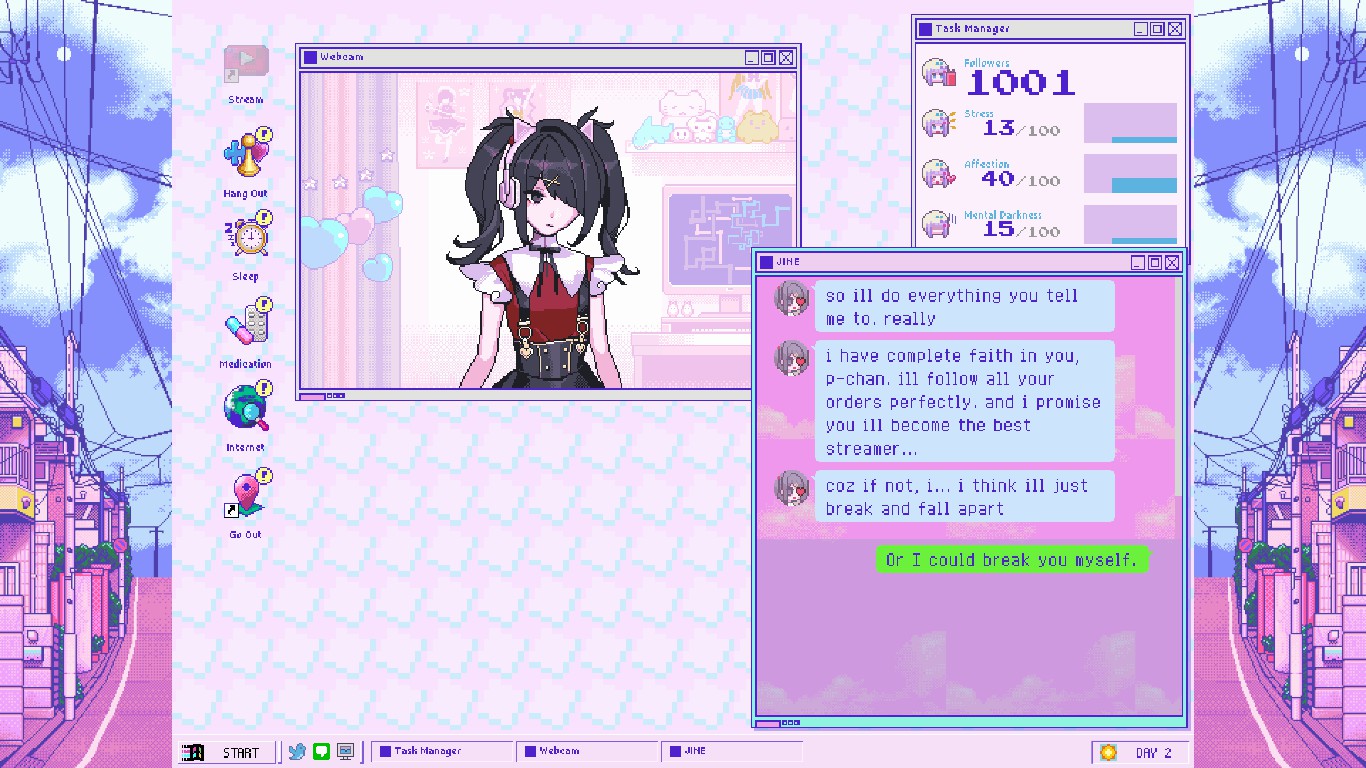 Stream
Hang Out
Sleep
Medication
Internet
Go Out
Webcam
Task Manager
Followers
1001
Stress
13/100
Affection
40/100
Mental Darkness
15/100
JINE
so ill do everything you tell
me to. really
i have complete faith in you,
p-chan. ill follow all your
orders perfectly. and i promise
you ill become the best
streamer...
coz if not, i... i think ill just
break and fall apart
Or I could break you myself.
START
Task Manager
Webcam
JINE
DAY 2